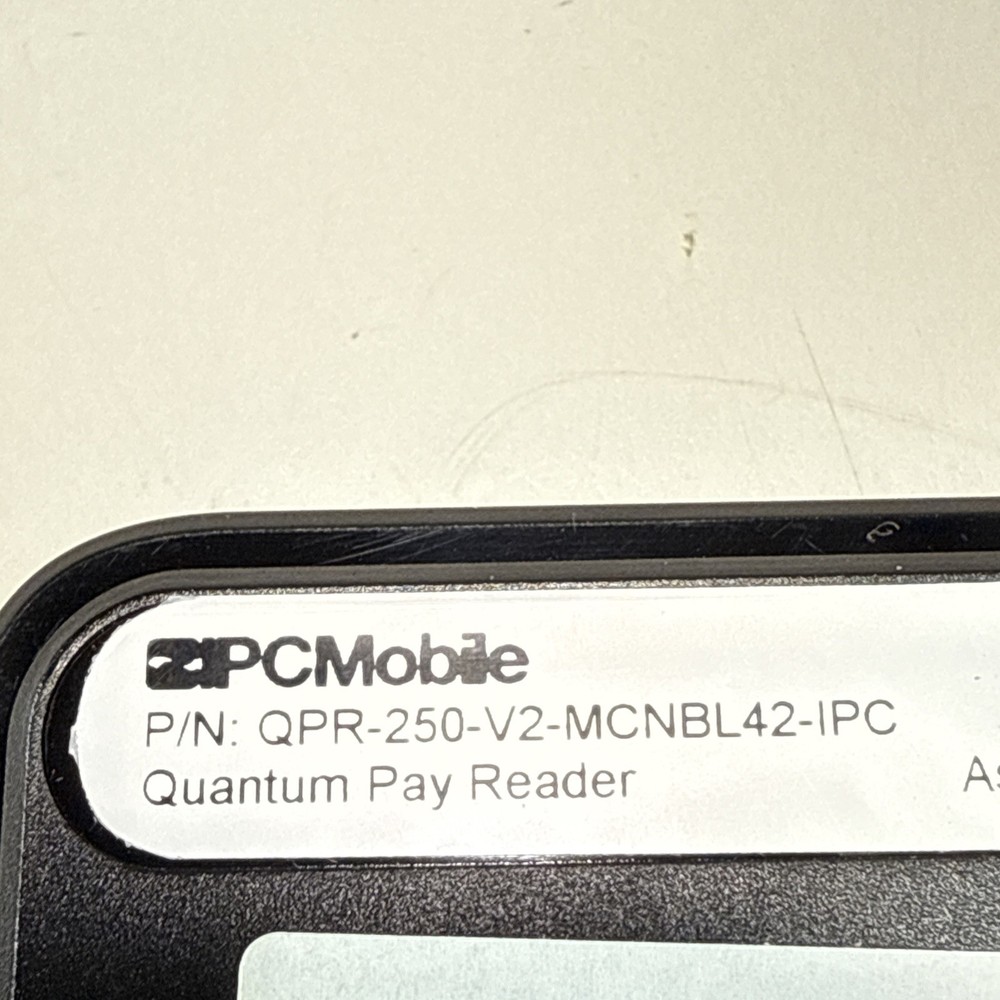 IPCMobile
P/N: QPR-250-V2-MCNBL42-IPC
Quantum Pay Reader